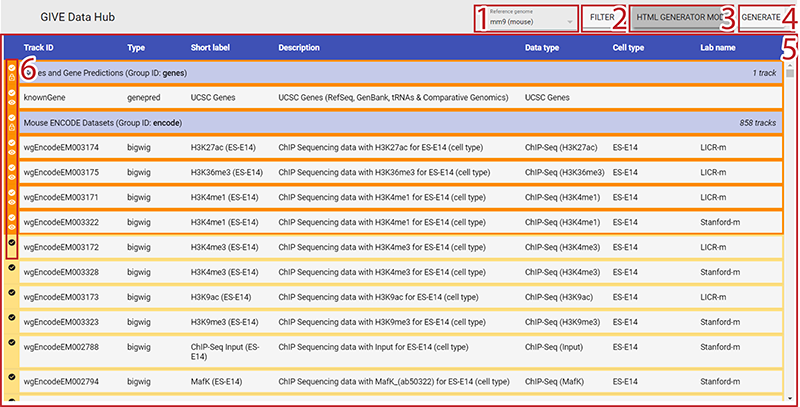 GIVE Data Hub
1
Reference genome
mm9 (mouse)
FILTER
2
HTML GENERATOR MOD
3
GENERATE
4
5
Track ID Type Short label Description Data type Cell type Lab name
6
es and Gene Predictions (Group ID: genes) 1 track
knownGene genepred UCSC Genes UCSC Genes (RefSeq, GenBank, tRNAs & Comparative Genomics) UCSC Genes
Mouse ENCODE Datasets (Group ID: encode) 858 tracks
wgEncodeEM003174 bigwig H3K27ac (ES-E14) ChIP Sequencing data with H3K27ac for ES-E14 (cell type) ChIP-Seq (H3K27ac) ES-E14 LICR-m
wgEncodeEM003175 bigwig H3K36me3 (ES-E14) ChIP Sequencing data with H3K36me3 for ES-E14 (cell type) ChIP-Seq (H3K36me3) ES-E14 LICR-m
wgEncodeEM003171 bigwig H3K4me1 (ES-E14) ChIP Sequencing data with H3K4me1 for ES-E14 (cell type) ChIP-Seq (H3K4me1) ES-E14 LICR-m
wgEncodeEM003322 bigwig H3K4me1 (ES-E14) ChIP Sequencing data with H3K4me1 for ES-E14 (cell type) ChIP-Seq (H3K4me1) ES-E14 Stanford-m
wgEncodeEM003172 bigwig H3K4me3 (ES-E14) ChIP Sequencing data with H3K4me3 for ES-E14 (cell type) ChIP-Seq (H3K4me3) ES-E14 LICR-m
wgEncodeEM003328 bigwig H3K4me3 (ES-E14) ChIP Sequencing data with H3K4me3 for ES-E14 (cell type) ChIP-Seq (H3K4me3) ES-E14 Stanford-m
wgEncodeEM003173 bigwig H3K9ac (ES-E14) ChIP Sequencing data with H3K9ac for ES-E14 (cell type) ChIP-Seq (H3K9ac) ES-E14 LICR-m
wgEncodeEM003323 bigwig H3K9me3 (ES-E14) ChIP Sequencing data with H3K9me3 for ES-E14 (cell type) ChIP-Seq (H3K9me3) ES-E14 Stanford-m
wgEncodeEM002788 bigwig ChIP-Seq Input (ES- ChIP Sequencing data with Input for ES-E14 (cell type) ChIP-Seq (Input) ES-E14 Stanford-m
E14)
wgEncodeEM002794 bigwig MafK (ES-E14) ChIP Sequencing data with MafK_(ab50322) for ES-E14 (cell type) ChIP-Seq (MafK) ES-E14 Stanford-m